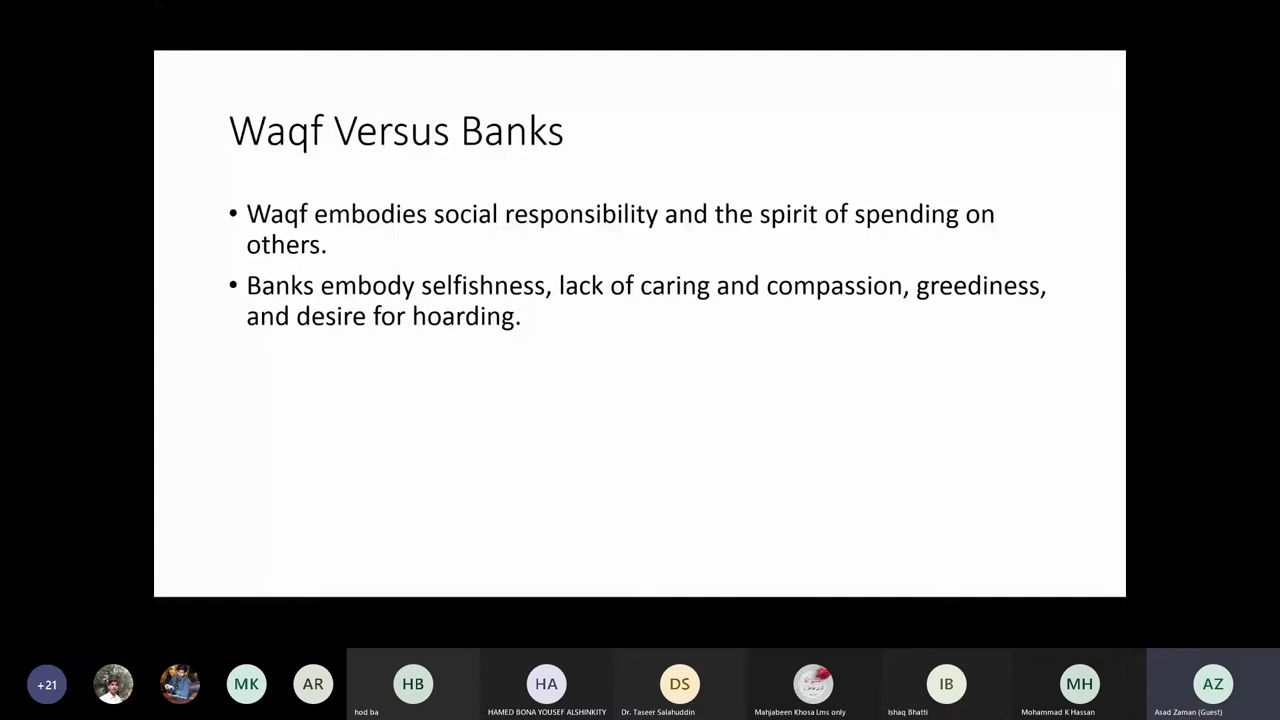 Waqf Versus Banks
• Waqf embodies social responsibility and the spirit of spending on
others.
• Banks embody selfishness, lack of caring and compassion, greediness,
and desire for hoarding.
+21
MK
AR
HB
HA
DS
IB
MH
AZ
hod ba
HAMED BONA YOUSEF ALSHINKITY
Dr. Taseer Salahuddin
Mahjabeen Khosa Lms only
Ishaq Bhatti
Mohammad K Hassan
Asad Zaman (Guest)